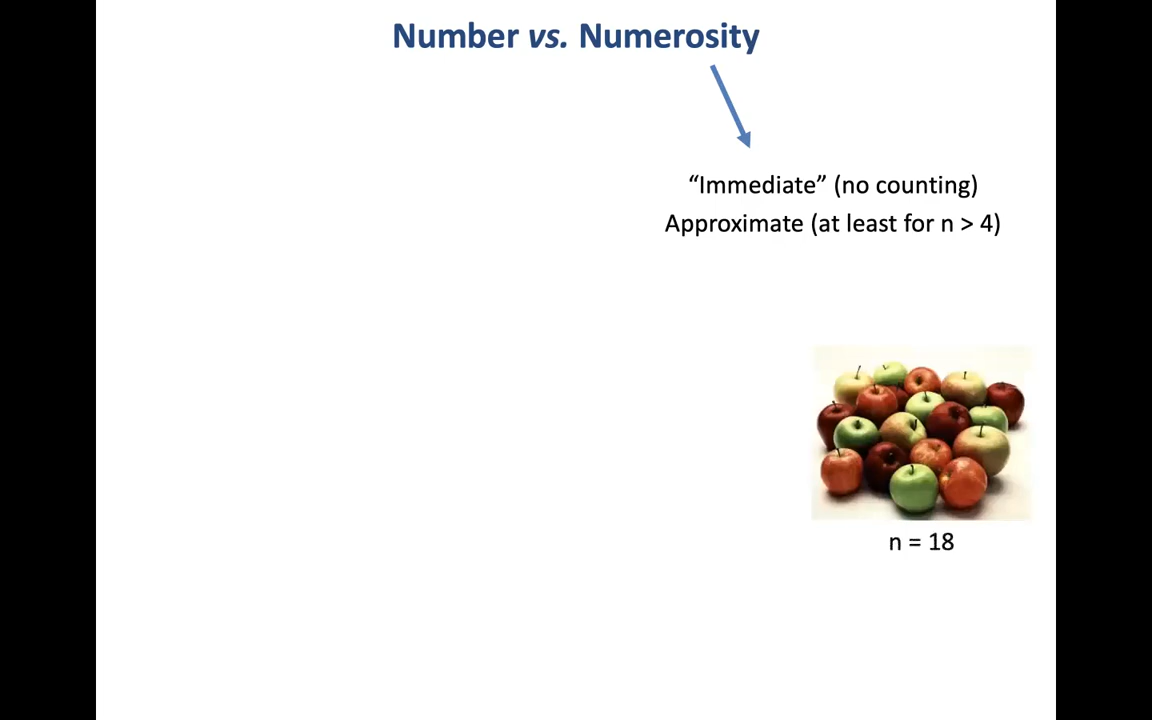 Number vs. Numerosity
“Immediate” (no counting)
Approximate (at least for n > 4)
n = 18